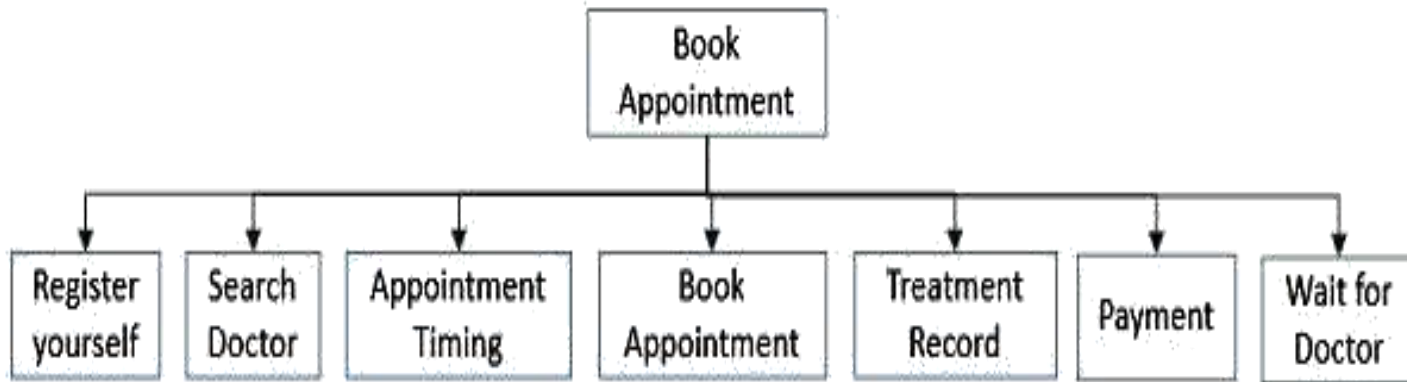 Book
Appointment
Register
yourself
Search
Doctor
Appointment
Timing
Book
Appointment
Treatment
Record
Payment
Wait for
Doctor